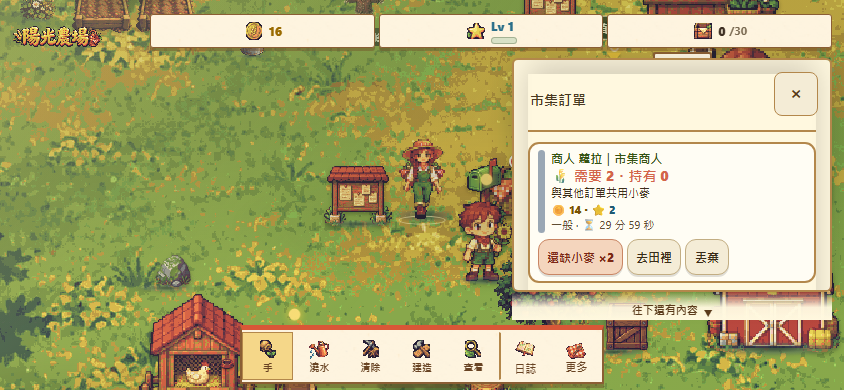 陽光農場
16
Lv 1
0 /30
市集訂單
×
商人 蘿拉 | 市集商人
需要 2 · 持有 0
與其他訂單共用小麥
14 · 2
一般 · 29 分 59 秒
還缺小麥 ×2
去田裡
丟棄
往下還有內容 ▼
手
澆水
清除
建造
查看
日誌
更多